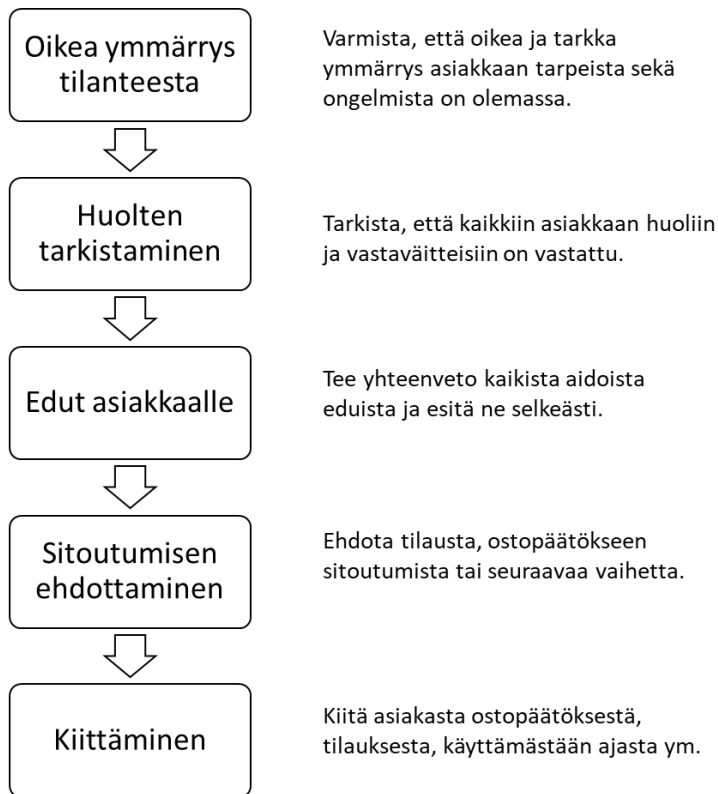 Oikea ymmärrys
tilanteesta
Varmista, että oikea ja tarkka
ymmärrys asiakkaan tarpeista sekä
ongelmista on olemassa.
Huolten
tarkistaminen
Tarkista, että kaikkiin asiakkaan huoliin
ja vastaväitteisiin on vastattu.
Edut asiakkaalle
Tee yhteenveto kaikista aidoista
eduista ja esitä ne selkeästi.
Sitoutumisen
ehdottaminen
Ehdota tilausta, ostopäätökseen
sitoutumista tai seuraavaa vaihetta.
Kiittäminen
Kiitä asiakasta ostopäätöksestä,
tilauksesta, käyttämästään ajasta ym.